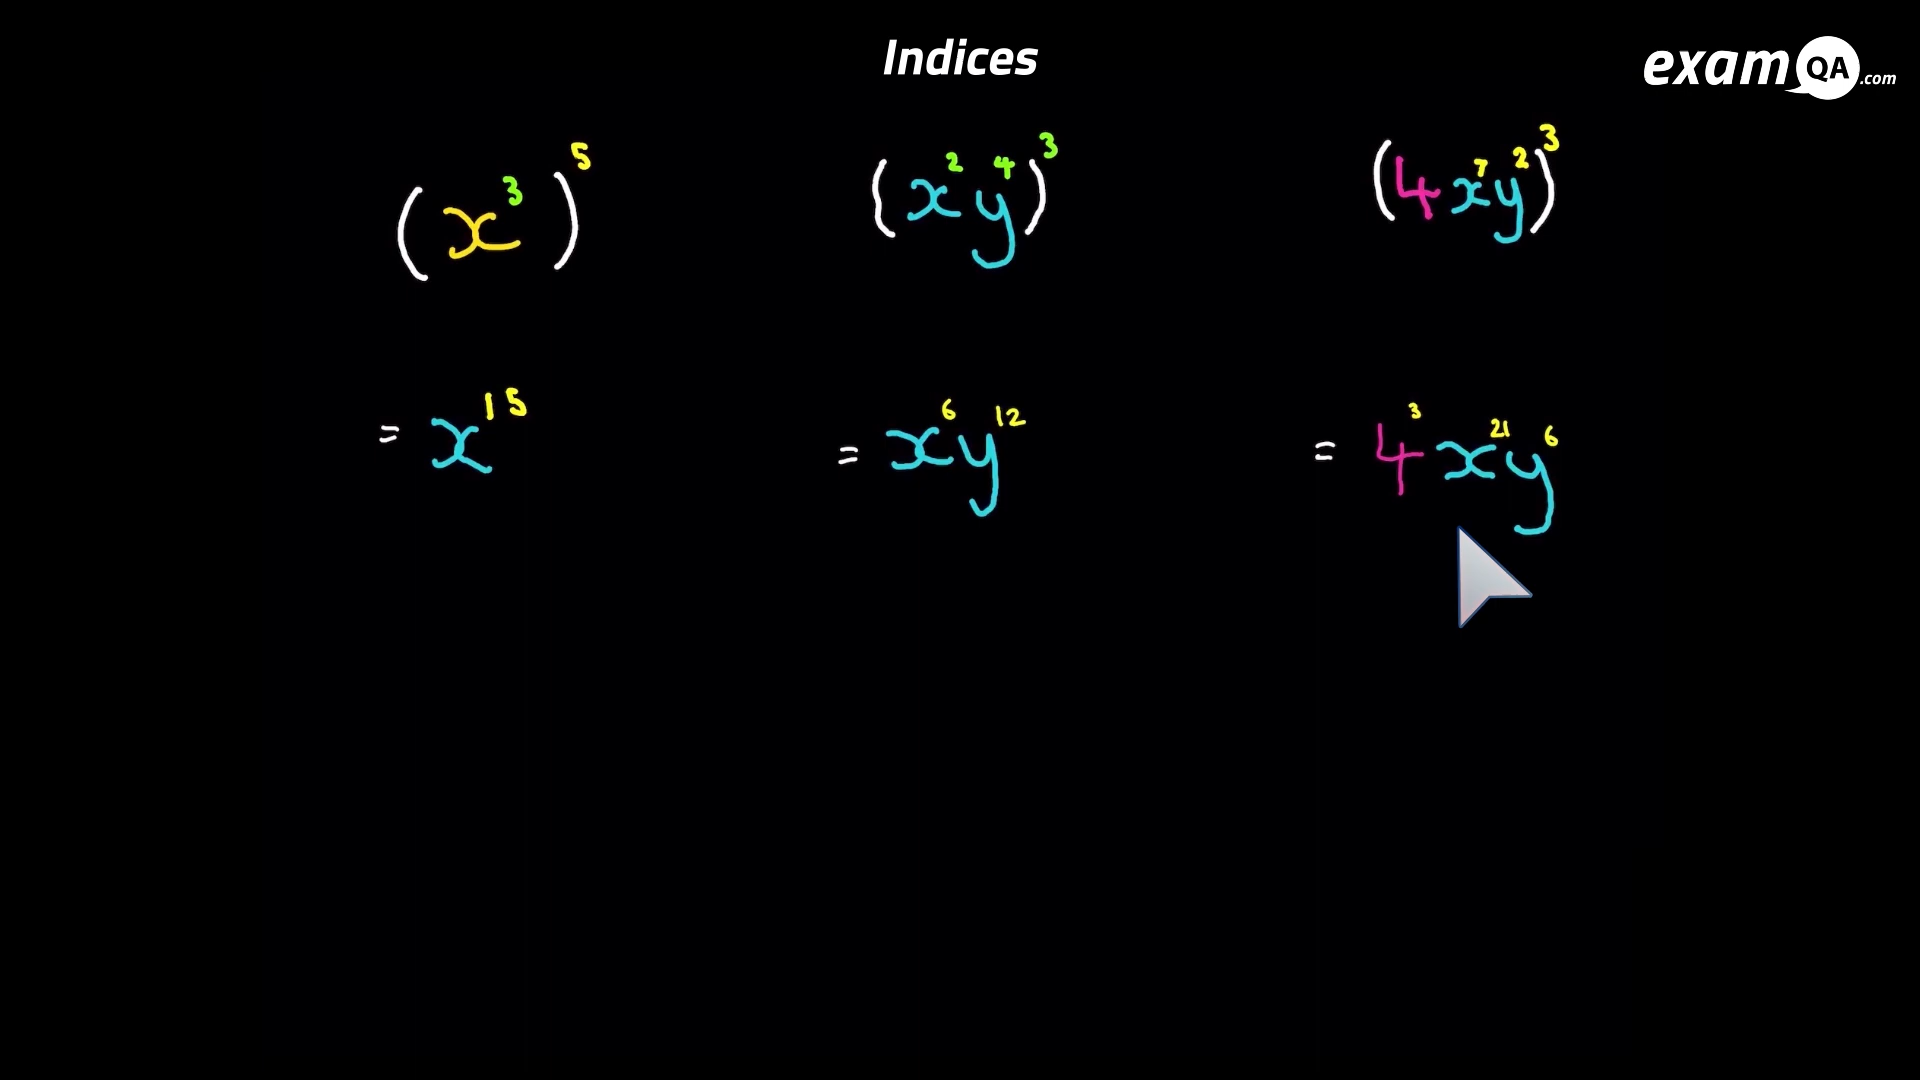 Indices
examQA.com
(x³)⁵
(x²y⁴)³
(4x⁷y²)³
= x¹⁵
= x⁶y¹²
= 4³x²¹y⁶